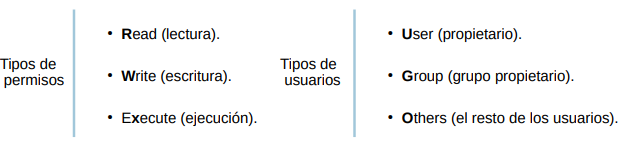 Tipos de
permisos
• Read (lectura).
• Write (escritura).
• Execute (ejecución).
Tipos de
usuarios
• User (propietario).
• Group (grupo propietario).
• Others (el resto de los usuarios).